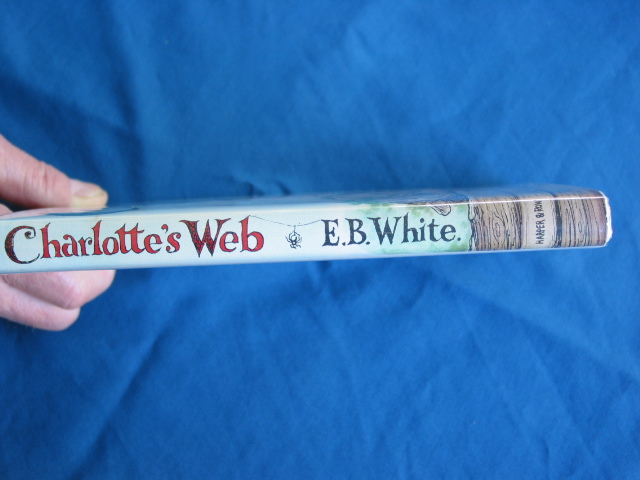 Charlotte's Web E.B. White.
HARPER & ROW